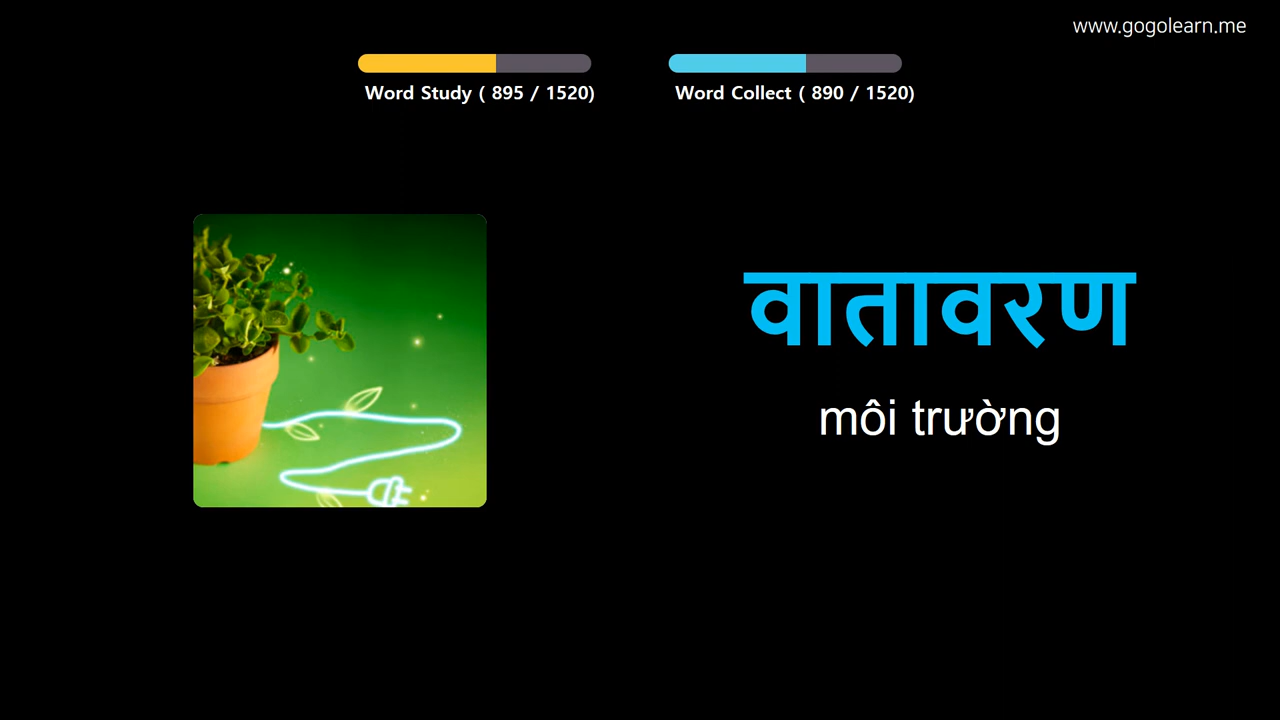 www.gogolearn.me
Word Study ( 895 / 1520)
Word Collect ( 890 / 1520)
वातावरण
môi trường